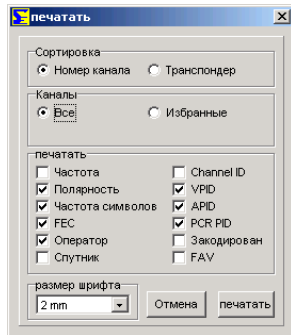 печатать
Сортировка
Номер канала Транспондер
Каналы
Все Избранные
печатать
Частота Channel ID
Полярность VPID
Частота символов APID
FEC PCR PID
Оператор Закодирован
Спутник FAV
размер шрифта
2 mm Отмена печатать